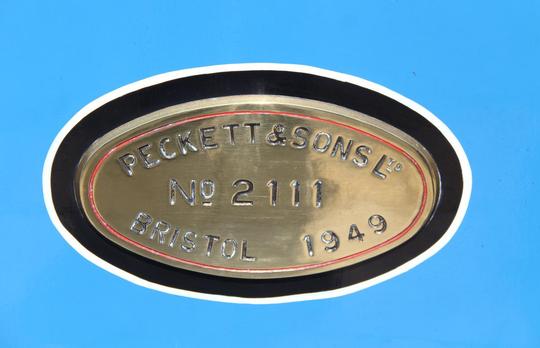 PECKETT & SONS LTD
No 2111
BRISTOL 1949